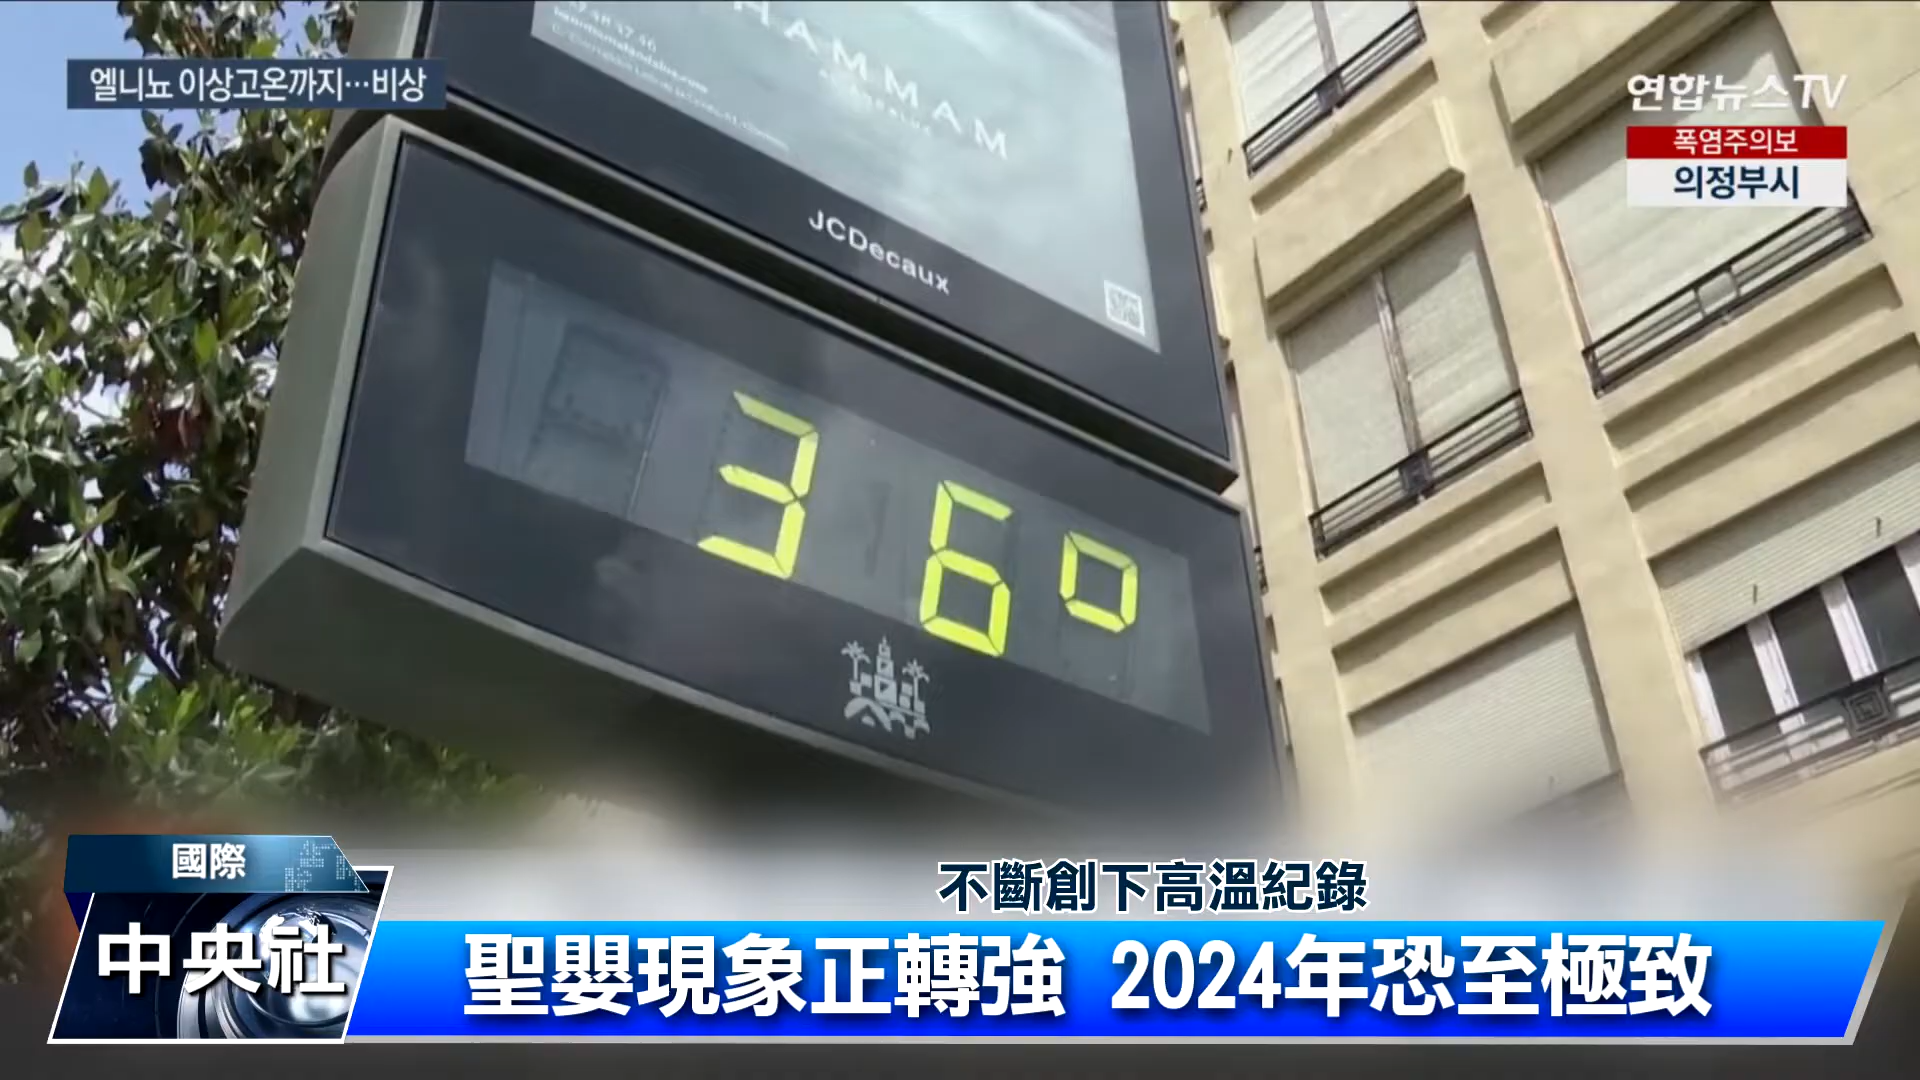 엘니뇨 이상고온까지…비상
연합뉴스TV
폭염주의보
의정부시
HAMMAM
JCDecaux
36°
國際
中央社
不斷創下高溫紀錄
聖嬰現象正轉強 2024年恐至極致